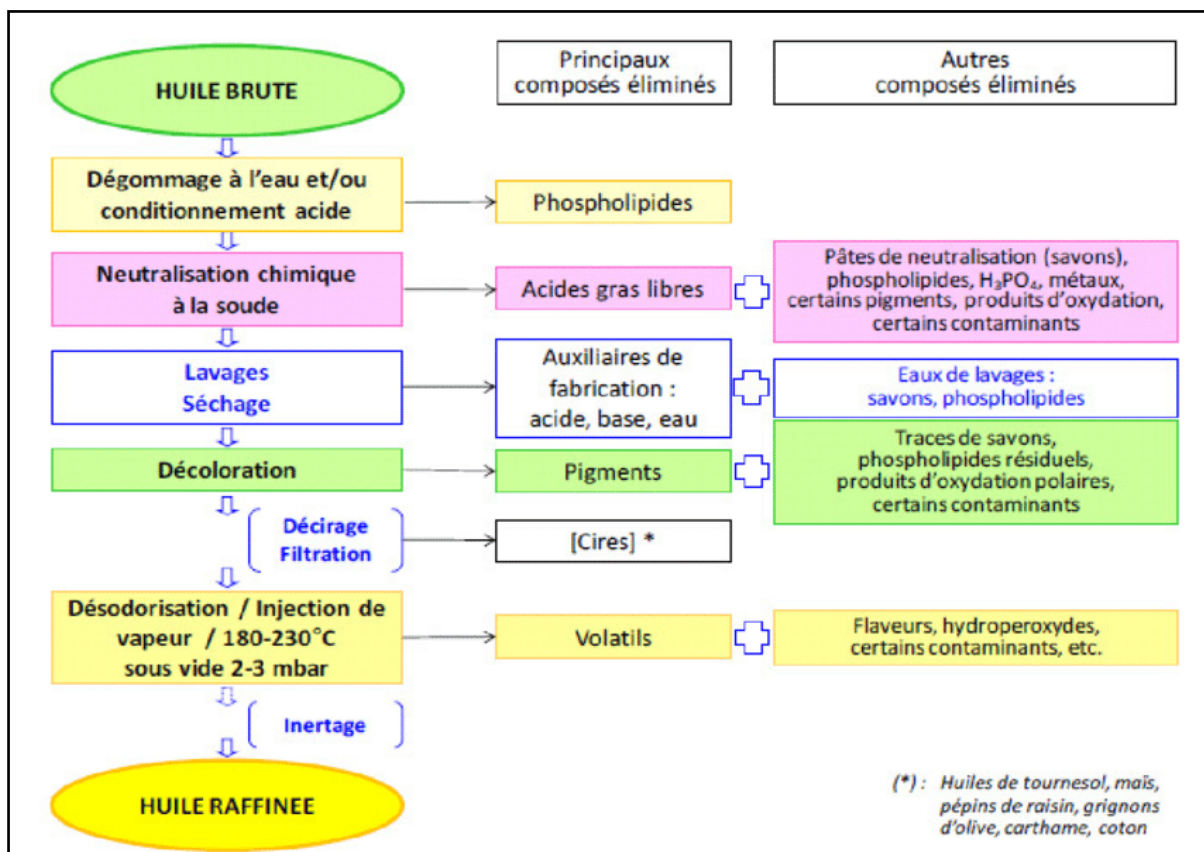 HUILE BRUTE
Principaux
composés éliminés
Autres
composés éliminés
Dégommage à l'eau et/ou
conditionnement acide
Phospholipides
Neutralisation chimique
à la soude
Acides gras libres
Pâtes de neutralisation (savons),
phospholipides, H₃PO₄, métaux,
certains pigments, produits d'oxydation,
certains contaminants
Lavages
Séchage
Auxiliaires de
fabrication :
acide, base, eau
Eaux de lavages :
savons, phospholipides
Décoloration
Pigments
Traces de savons,
phospholipides résiduels,
produits d'oxydation polaires,
certains contaminants
Décirage
Filtration
[Cires] *
Désodorisation / Injection de
vapeur / 180-230°C
sous vide 2-3 mbar
Volatils
Flaveurs, hydroperoxydes,
certains contaminants, etc.
Inertage
HUILE RAFFINEE
(*) : Huiles de tournesol, maïs,
pépins de raisin, grignons
d'olive, carthame, coton